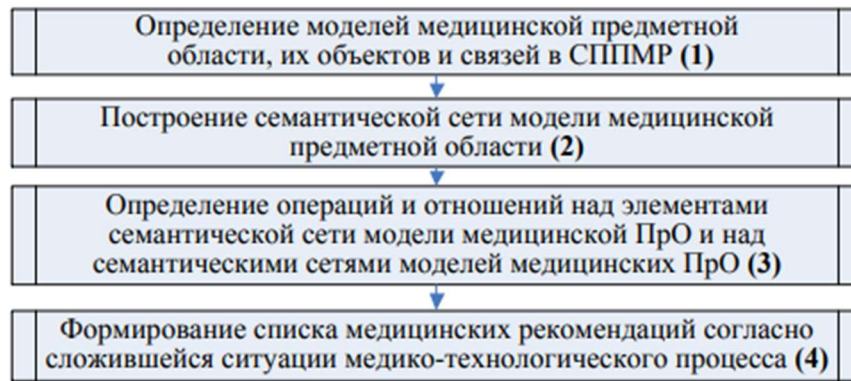 Определение моделей медицинской предметной
области, их объектов и связей в СППМР (1)
Построение семантической сети модели медицинской
предметной области (2)
Определение операций и отношений над элементами
семантической сети модели медицинской ПрО и над
семантическими сетями моделей медицинских ПрО (3)
Формирование списка медицинских рекомендаций согласно
сложившейся ситуации медико-технологического процесса (4)